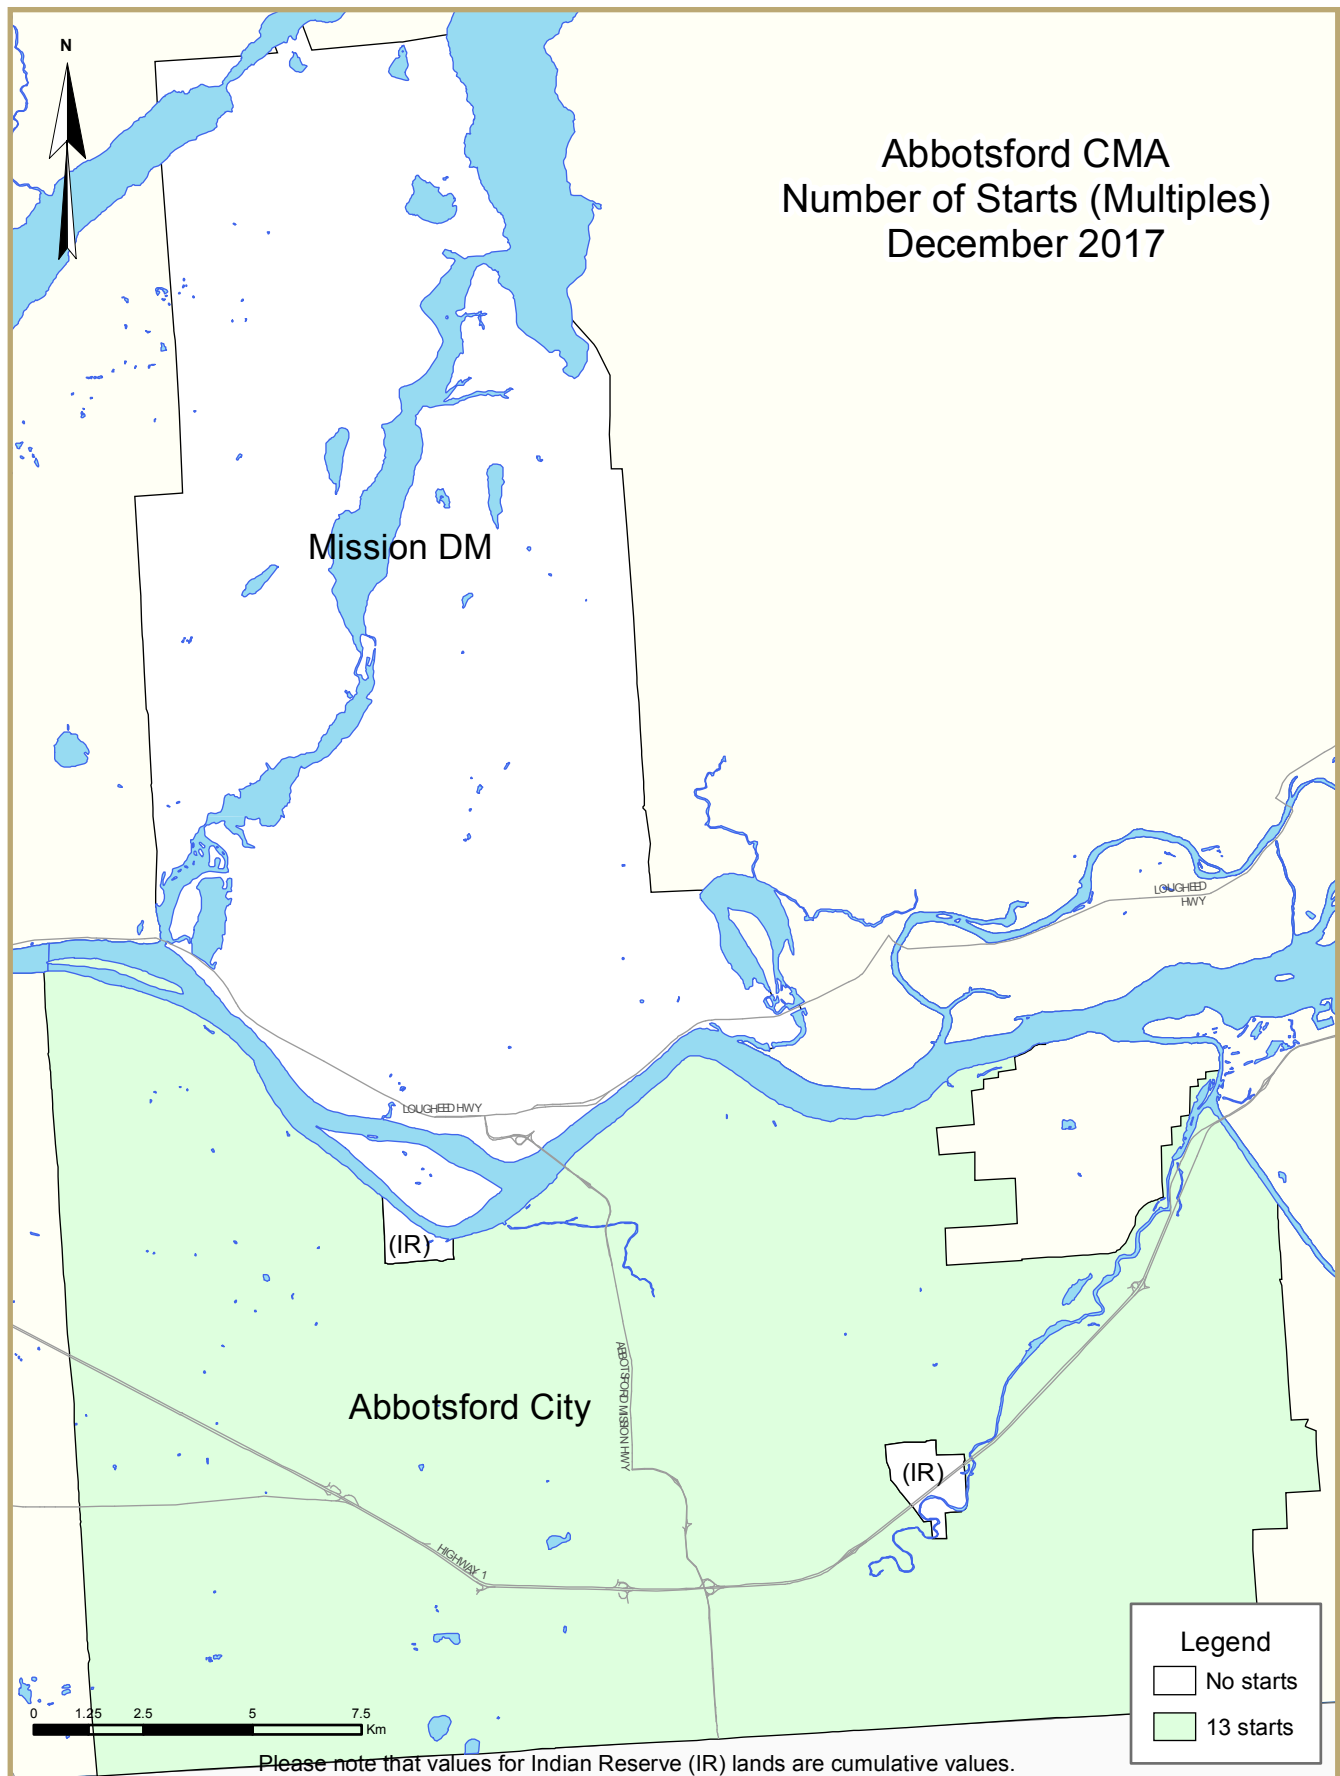 N
Abbotsford CMA
Number of Starts (Multiples)
December 2017
Mission DM
LOUGHEED
HWY
LOUGHEED HWY
(IR)
ABBOTSFORD MISSION HWY
Abbotsford City
(IR)
HIGHWAY 1
Legend
No starts
13 starts
0 1.25 2.5 5 7.5
Km
Please note that values for Indian Reserve (IR) lands are cumulative values.